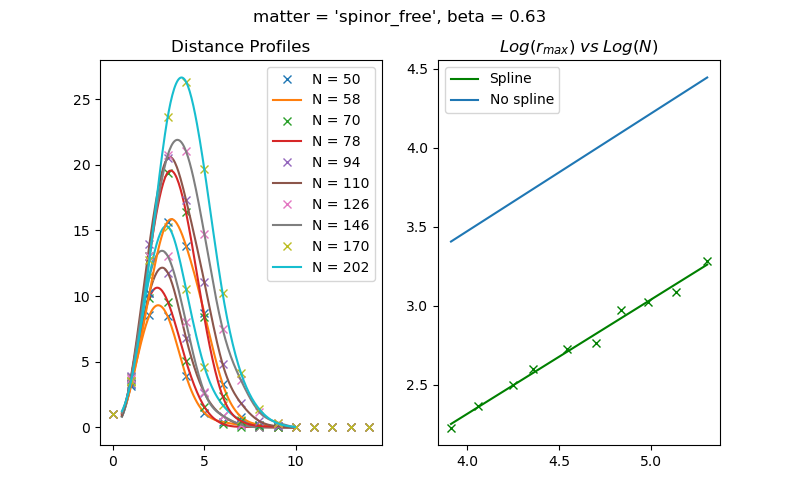 matter = 'spinor_free', beta = 0.63
Distance Profiles
25
20
15
10
5
0
0 5 10
N = 50
N = 58
N = 70
N = 78
N = 94
N = 110
N = 126
N = 146
N = 170
N = 202
Log(r_max) vs Log(N)
4.5
4.0
3.5
3.0
2.5
4.0 4.5 5.0
Spline
No spline